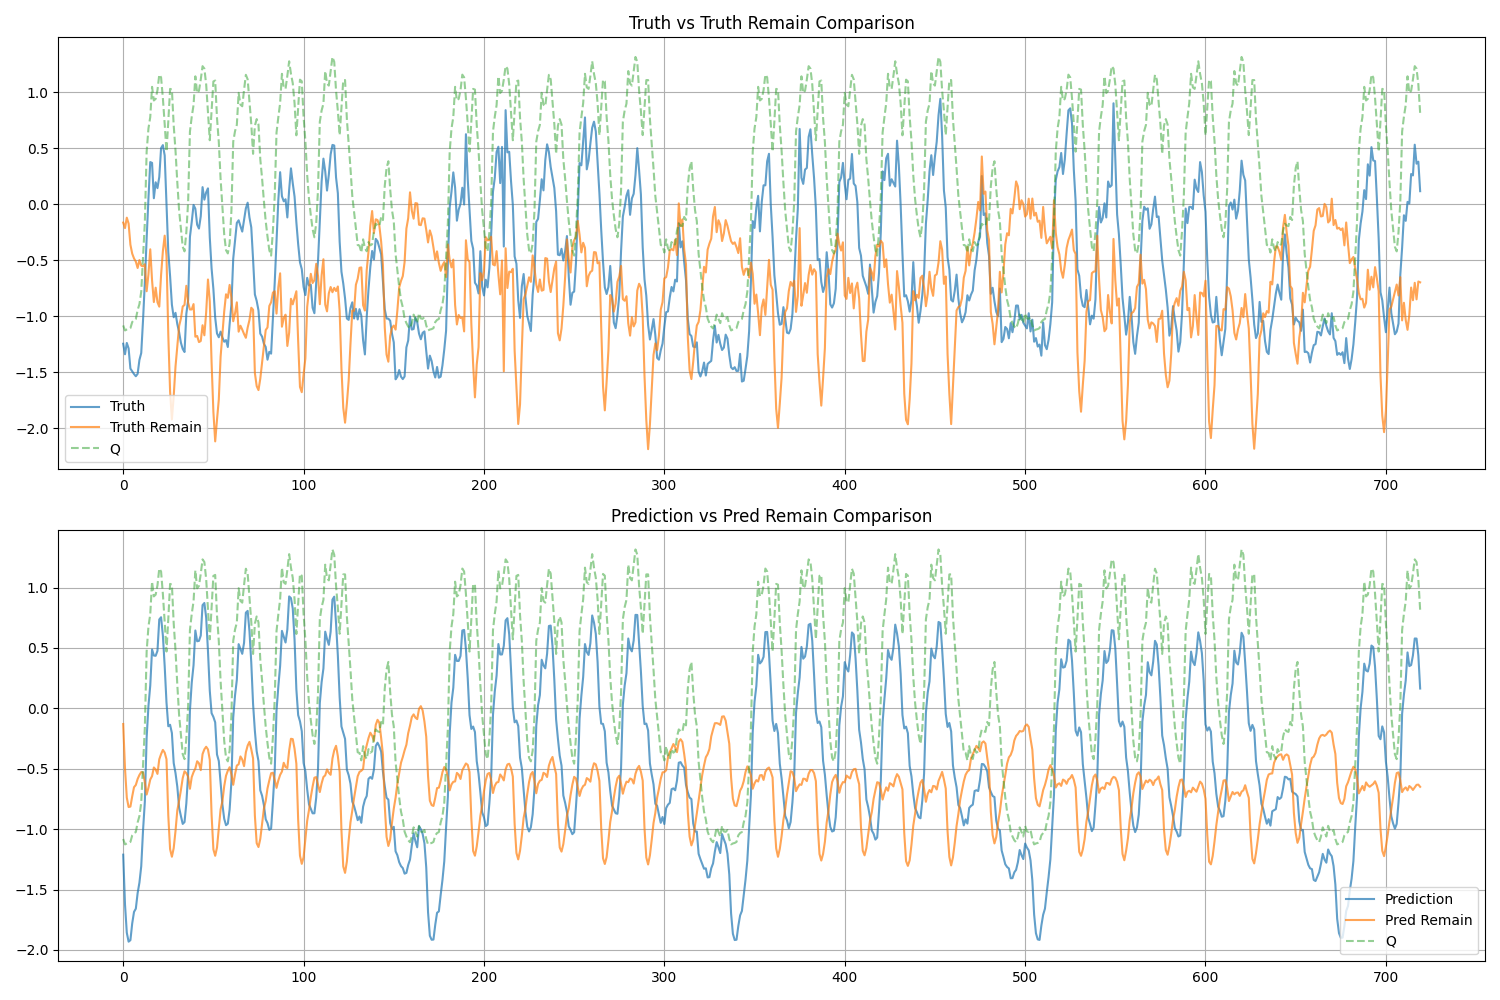 Truth vs Truth Remain Comparison
1.0
0.5
0.0
−0.5
−1.0
−1.5
−2.0
Truth
Truth Remain
Q
0 100 200 300 400 500 600 700
Prediction vs Pred Remain Comparison
1.0
0.5
0.0
−0.5
−1.0
−1.5
−2.0
Prediction
Pred Remain
Q
0 100 200 300 400 500 600 700